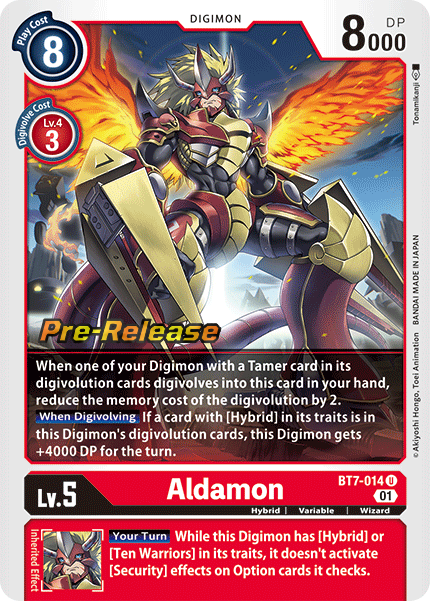 Play Cost
8
DIGIMON
DP
8000
Digivolve Cost
Lv.4
3
Tonamikanji
Pre-Release
When one of your Digimon with a Tamer card in its
digivolution cards digivolves into this card in your hand,
reduce the memory cost of the digivolution by 2.
When Digivolving If a card with [Hybrid] in its traits is in
this Digimon's digivolution cards, this Digimon gets
+4000 DP for the turn.
© Akiyoshi Hongo, Toei Animation BANDAI MADE IN JAPAN
BT7-014 U
Lv.5
Aldamon
01
Hybrid | Variable | Wizard
Inherited Effect
Your Turn While this Digimon has [Hybrid] or
[Ten Warriors] in its traits, it doesn't activate
[Security] effects on Option cards it checks.